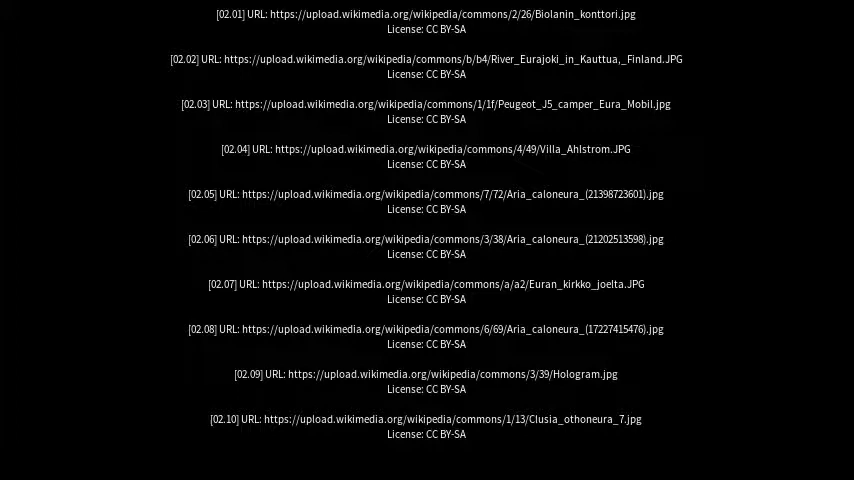 [02.01] URL: https://upload.wikimedia.org/wikipedia/commons/2/26/Biolanin_konttori.jpg
License: CC BY-SA
[02.02] URL: https://upload.wikimedia.org/wikipedia/commons/b/b4/River_Eurajoki_in_Kauttua,_Finland.JPG
License: CC BY-SA
[02.03] URL: https://upload.wikimedia.org/wikipedia/commons/1/1f/Peugeot_J5_camper_Eura_Mobil.jpg
License: CC BY-SA
[02.04] URL: https://upload.wikimedia.org/wikipedia/commons/4/49/Villa_Ahlstrom.JPG
License: CC BY-SA
[02.05] URL: https://upload.wikimedia.org/wikipedia/commons/7/72/Aria_caloneura_(21398723601).jpg
License: CC BY-SA
[02.06] URL: https://upload.wikimedia.org/wikipedia/commons/3/38/Aria_caloneura_(21202513598).jpg
License: CC BY-SA
[02.07] URL: https://upload.wikimedia.org/wikipedia/commons/a/a2/Euran_kirkko_joelta.JPG
License: CC BY-SA
[02.08] URL: https://upload.wikimedia.org/wikipedia/commons/6/69/Aria_caloneura_(17227415476).jpg
License: CC BY-SA
[02.09] URL: https://upload.wikimedia.org/wikipedia/commons/3/39/Hologram.jpg
License: CC BY-SA
[02.10] URL: https://upload.wikimedia.org/wikipedia/commons/1/13/Clusia_othoneura_7.jpg
License: CC BY-SA